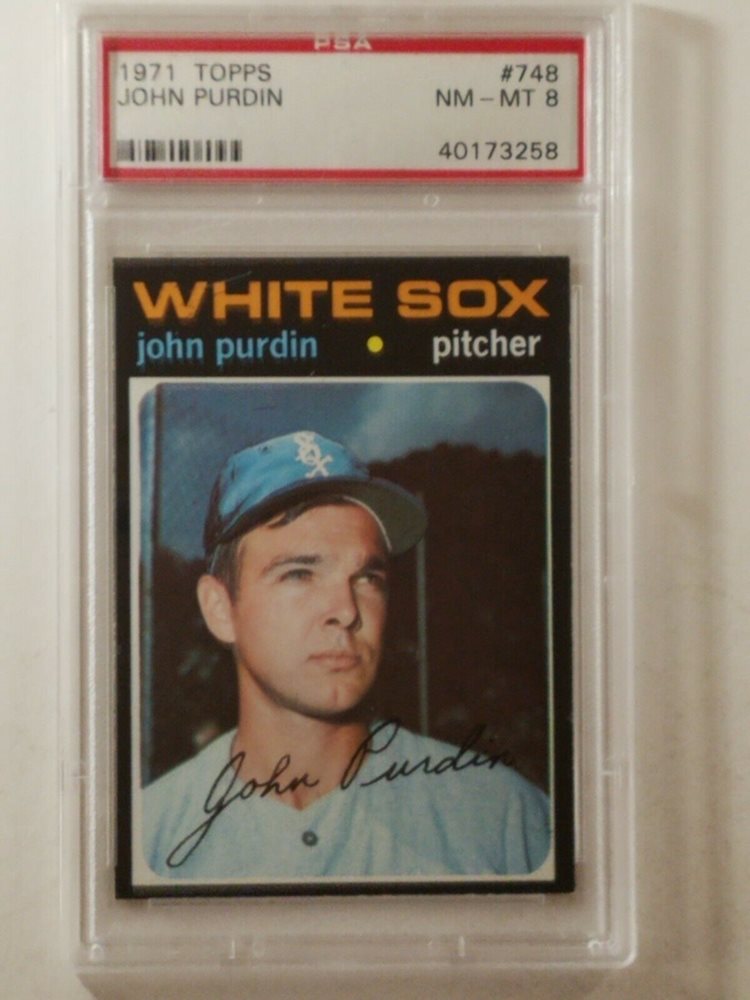 PSA
1971 TOPPS #748
JOHN PURDIN NM-MT 8
40173258
WHITE SOX
john purdin pitcher
SOX
John Purdin